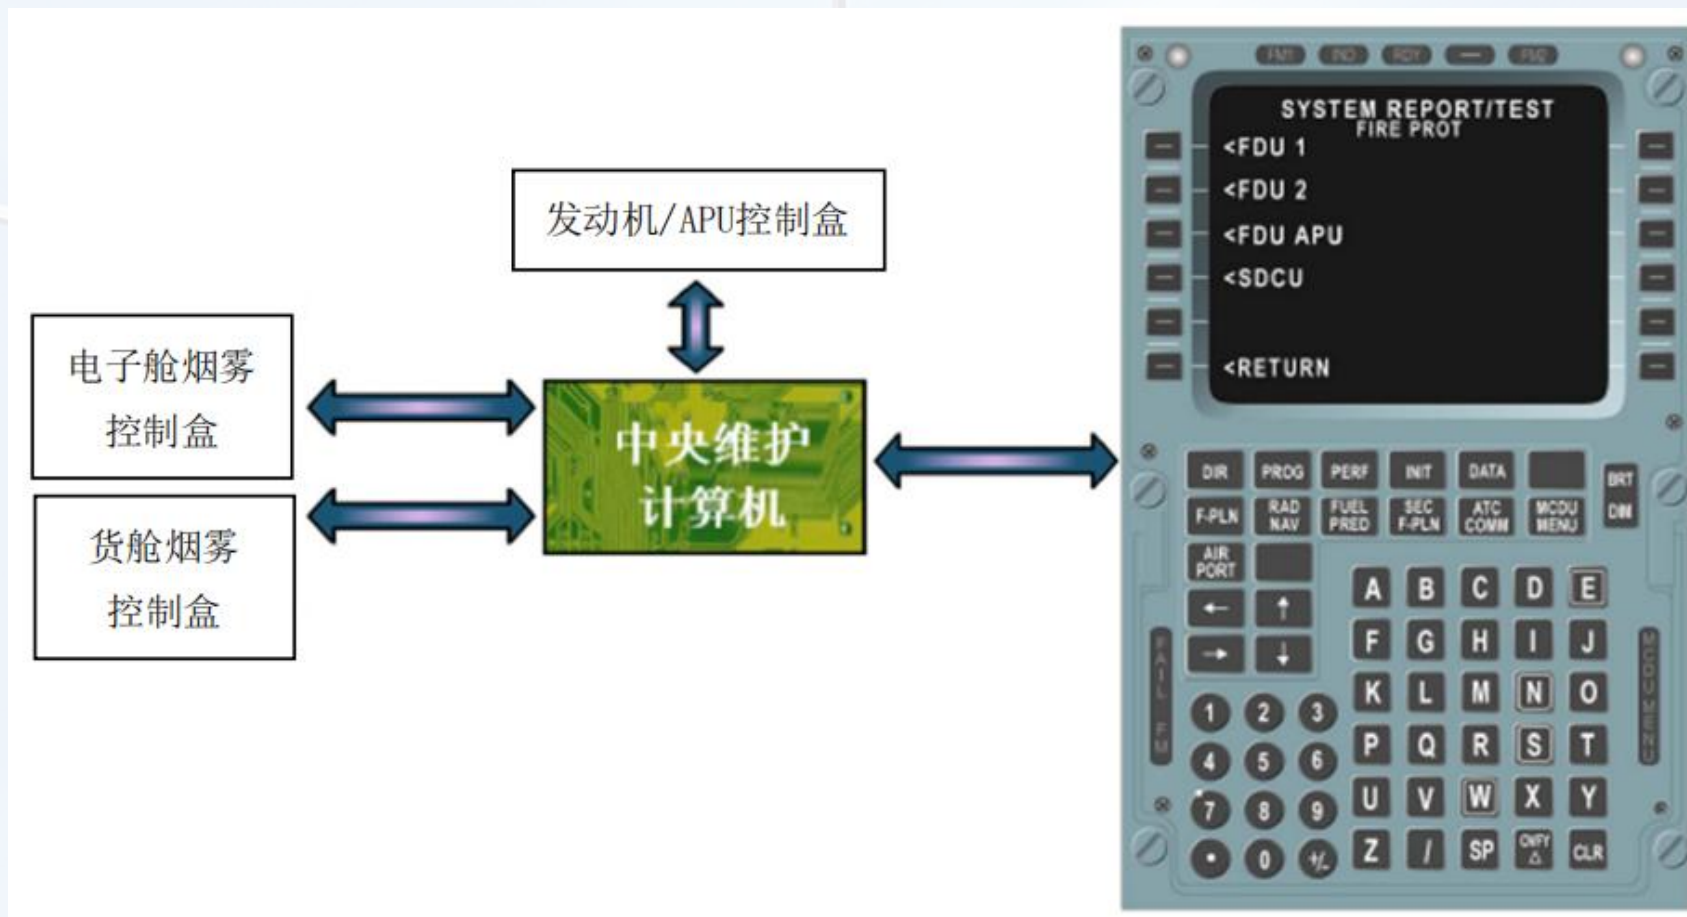 发动机/APU控制盒
电子舱烟雾
控制盒
货舱烟雾
控制盒
中央维护
计算机
FM1 IND RDY — FM2
SYSTEM REPORT/TEST
FIRE PROT
<FDU 1
<FDU 2
<FDU APU
<SDCU
<RETURN
DIR PROG PERF INIT DATA
BRT
DIM
F-PLN RAD NAV FUEL PRED SEC F-PLN ATC COMM MCDU MENU
AIR PORT
← ↑
→ ↓
A B C D E
F G H I J
K L M N O
P Q R S T
U V W X Y
Z / SP OVFY △ CLR
1 2 3
4 5 6
7 8 9
• 0 +/-
FAIL FM
MCDU MENU